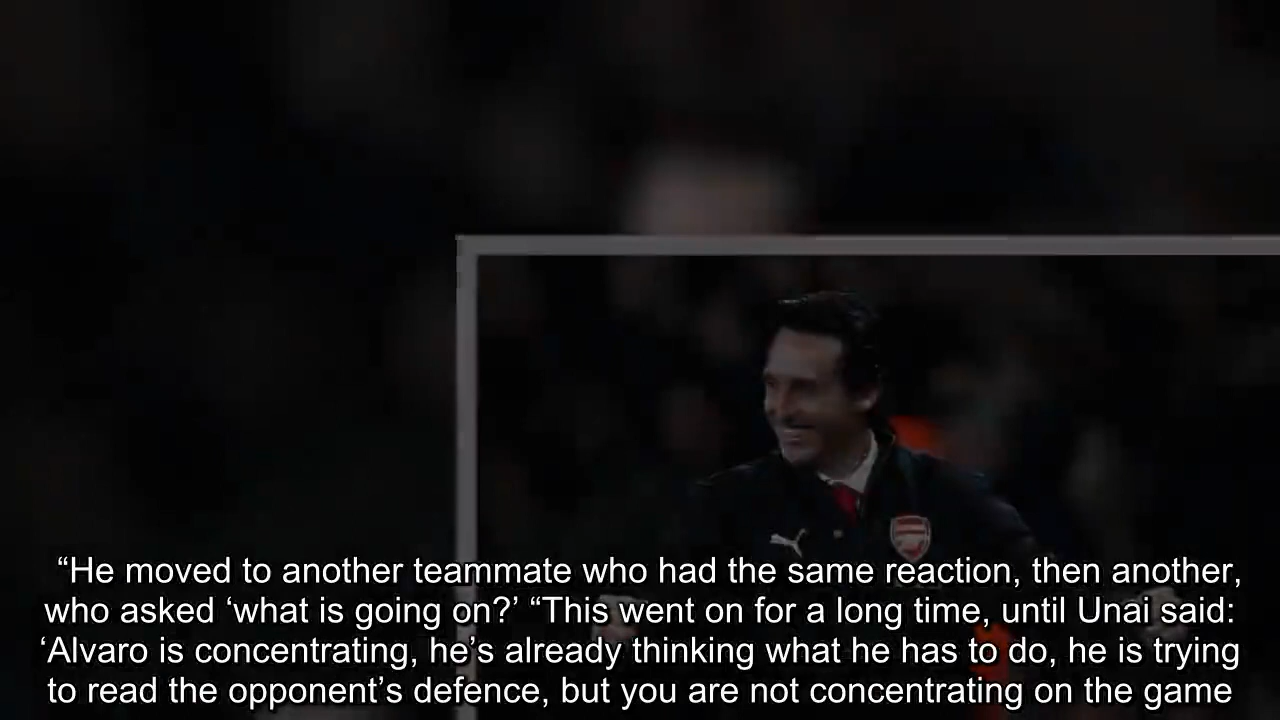 “He moved to another teammate who had the same reaction, then another,
who asked ‘what is going on?’ “This went on for a long time, until Unai said:
‘Alvaro is concentrating, he’s already thinking what he has to do, he is trying
to read the opponent’s defence, but you are not concentrating on the game